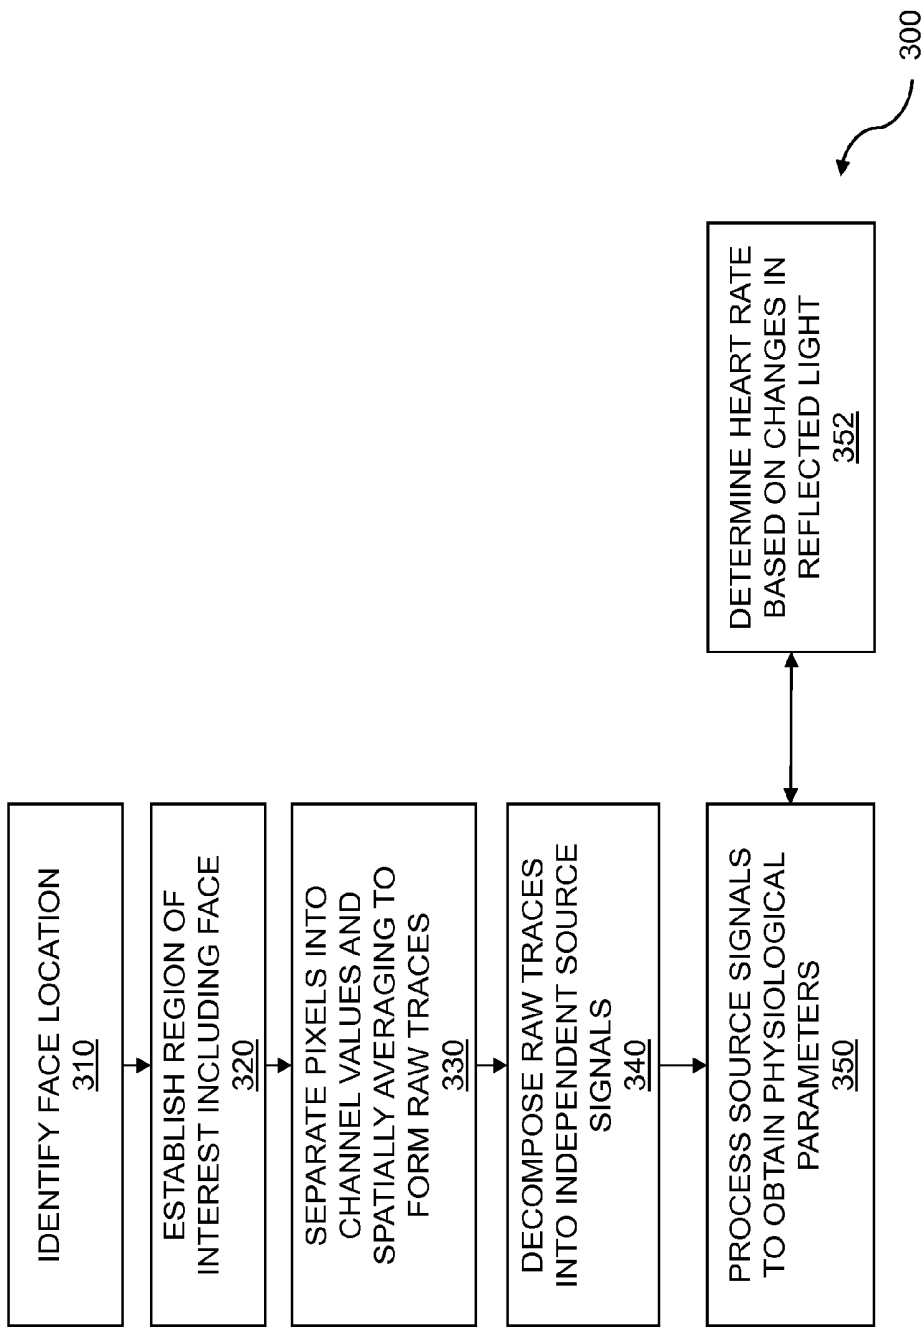 IDENTIFY FACE LOCATION
310
ESTABLISH REGION OF
INTEREST INCLUDING FACE
320
SEPARATE PIXELS INTO
CHANNEL VALUES AND
SPATIALLY AVERAGING TO
FORM RAW TRACES
330
DECOMPOSE RAW TRACES
INTO INDEPENDENT SOURCE
SIGNALS
340
PROCESS SOURCE SIGNALS
TO OBTAIN PHYSIOLOGICAL
PARAMETERS
350
DETERMINE HEART RATE
BASED ON CHANGES IN
REFLECTED LIGHT
352
300